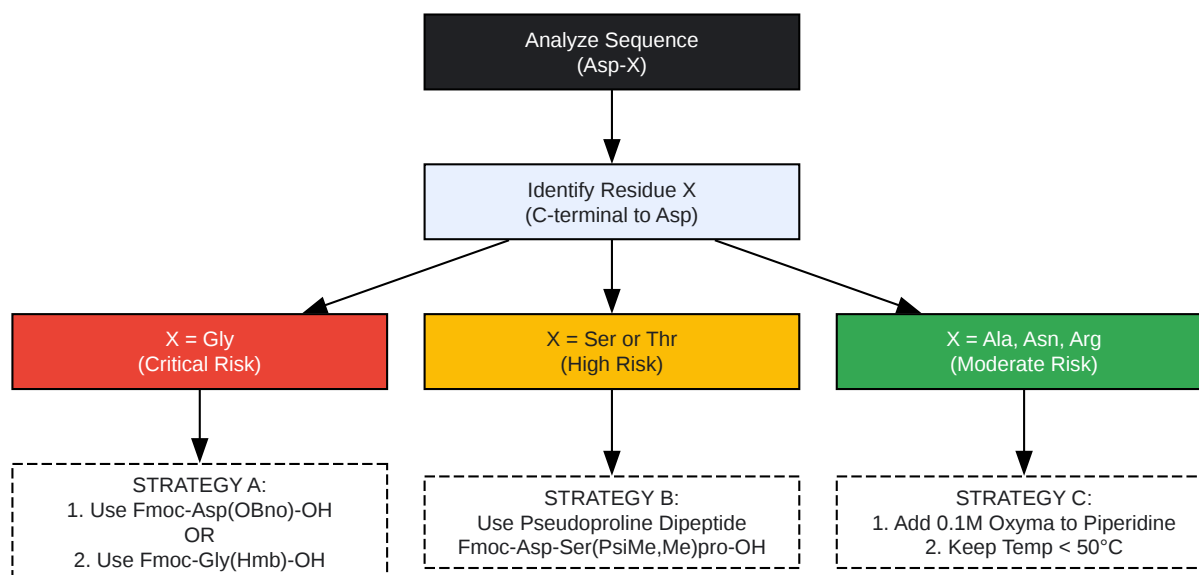 Analyze Sequence
(Asp-X)
Identify Residue X
(C-terminal to Asp)
X = Gly
(Critical Risk)
X = Ser or Thr
(High Risk)
X = Ala, Asn, Arg
(Moderate Risk)
STRATEGY A:
1. Use Fmoc-Asp(OBno)-OH
OR
2. Use Fmoc-Gly(Hmb)-OH
STRATEGY B:
Use Pseudoproline Dipeptide
Fmoc-Asp-Ser(PsiMe,Me)pro-OH
STRATEGY C:
1. Add 0.1M Oxyma to Piperidine
2. Keep Temp < 50°C